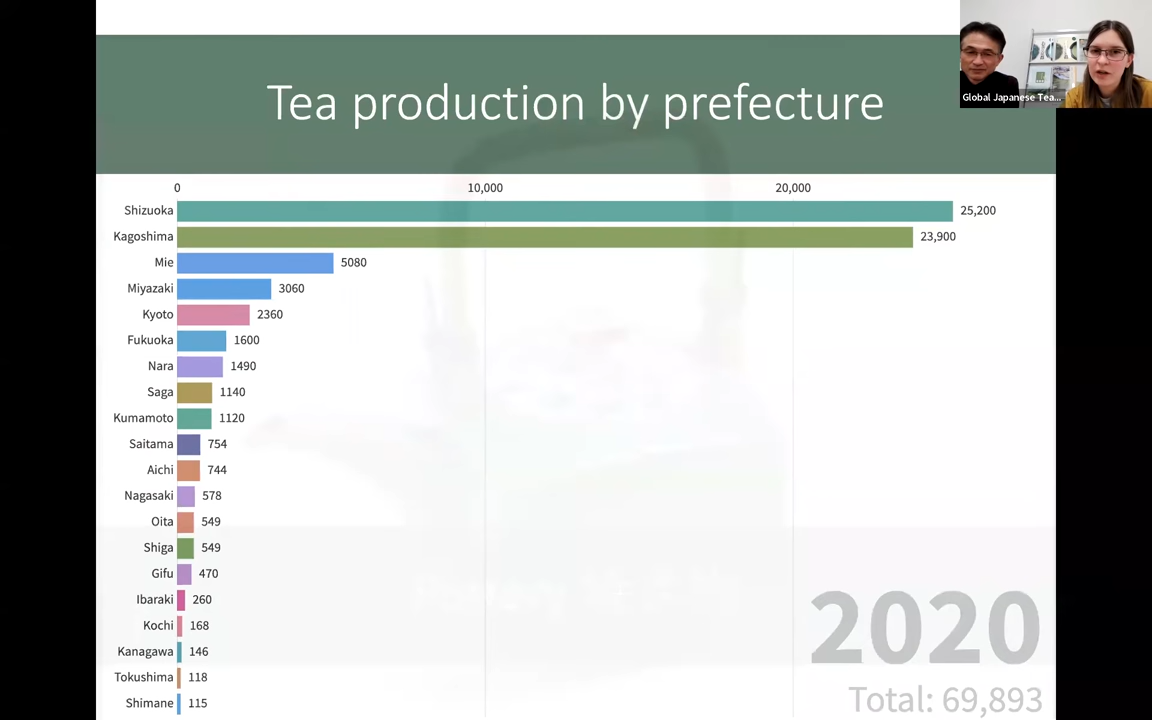 Tea production by prefecture
Global Japanese Tea...
0 10,000 20,000
Shizuoka 25,200
Kagoshima 23,900
Mie 5080
Miyazaki 3060
Kyoto 2360
Fukuoka 1600
Nara 1490
Saga 1140
Kumamoto 1120
Saitama 754
Aichi 744
Nagasaki 578
Oita 549
Shiga 549
Gifu 470
Ibaraki 260
Kochi 168
Kanagawa 146
Tokushima 118
Shimane 115
2020
Total: 69,893